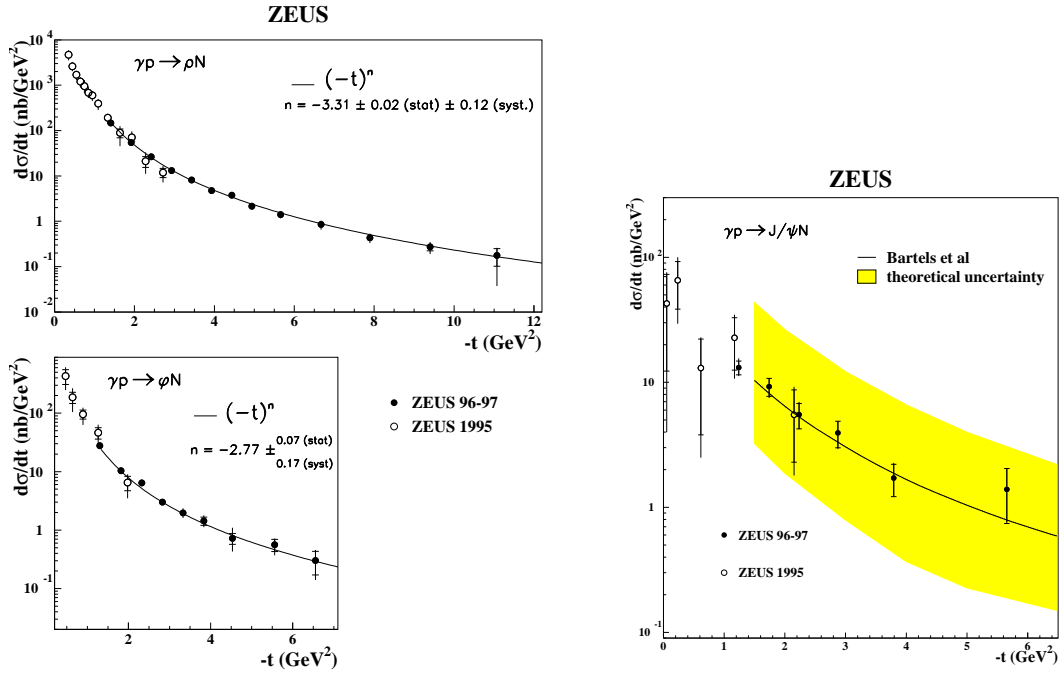 ZEUS
dσ/dt (nb/GeV²)
10⁴
10³
10²
10
1
10⁻¹
10⁻²
γp → ρN
(−t)ⁿ
n = −3.31 ± 0.02 (stat) ± 0.12 (syst.)
0 2 4 6 8 10 12
-t (GeV²)
dσ/dt (nb/GeV²)
10²
10
1
10⁻¹
γp → φN
(−t)ⁿ
n = −2.77 ± 0.07 (stat) 0.17 (syst)
2 4 6
-t (GeV²)
ZEUS 96-97
ZEUS 1995
ZEUS
dσ/dt (nb/GeV²)
10²
10
1
10⁻¹
γp → J/ψN
Bartels et al
theoretical uncertainty
ZEUS 96-97
ZEUS 1995
0 1 2 3 4 5 6
-t (GeV²)